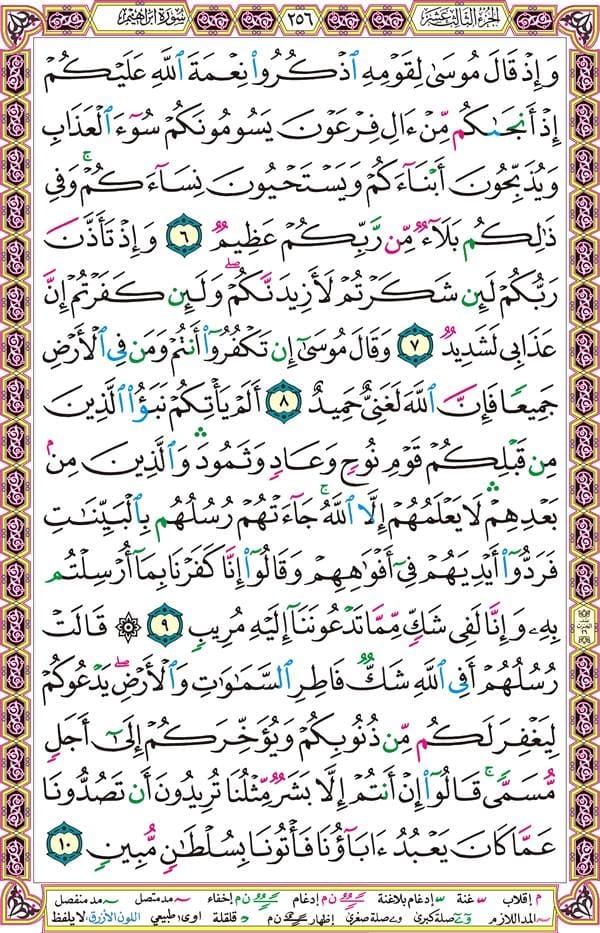 الجزء الثالث عشر ٢٥٦ سورة إبراهيم
وَإِذْ قَالَ مُوسَىٰ لِقَوْمِهِ ٱذْكُرُوا۟ نِعْمَةَ ٱللَّهِ عَلَيْكُمْ
إِذْ أَنجَىٰكُم مِّنْ ءَالِ فِرْعَوْنَ يَسُومُونَكُمْ سُوٓءَ ٱلْعَذَابِ
وَيُذَبِّحُونَ أَبْنَآءَكُمْ وَيَسْتَحْيُونَ نِسَآءَكُمْ ۚ وَفِى
ذَٰلِكُم بَلَآءٌ مِّن رَّبِّكُمْ عَظِيمٌ ٦ وَإِذْ تَأَذَّنَ
رَبُّكُمْ لَئِن شَكَرْتُمْ لَأَزِيدَنَّكُمْ ۖ وَلَئِن كَفَرْتُمْ إِنَّ
عَذَابِى لَشَدِيدٌ ٧ وَقَالَ مُوسَىٰٓ إِن تَكْفُرُوٓا۟ أَنتُمْ وَمَن فِى ٱلْأَرْضِ
جَمِيعًا فَإِنَّ ٱللَّهَ لَغَنِىٌّ حَمِيدٌ ٨ أَلَمْ يَأْتِكُمْ نَبَؤُا۟ ٱلَّذِينَ
مِن قَبْلِكُمْ قَوْمِ نُوحٍ وَعَادٍ وَثَمُودَ ۛ وَٱلَّذِينَ مِنۢ
بَعْدِهِمْ ۛ لَا يَعْلَمُهُمْ إِلَّا ٱللَّهُ ۚ جَآءَتْهُمْ رُسُلُهُم بِٱلْبَيِّنَٰتِ
فَرَدُّوٓا۟ أَيْدِيَهُمْ فِىٓ أَفْوَٰهِهِمْ وَقَالُوٓا۟ إِنَّا كَفَرْنَا بِمَآ أُرْسِلْتُم
بِهِۦ وَإِنَّا لَفِى شَكٍّ مِّمَّا تَدْعُونَنَآ إِلَيْهِ مُرِيبٍ ٩ ۞ قَالَتْ
رُسُلُهُمْ أَفِى ٱللَّهِ شَكٌّ فَاطِرِ ٱلسَّمَٰوَٰتِ وَٱلْأَرْضِ ۖ يَدْعُوكُمْ
لِيَغْفِرَ لَكُم مِّن ذُنُوبِكُمْ وَيُؤَخِّرَكُمْ إِلَىٰٓ أَجَلٍ
مُّسَمًّى ۚ قَالُوٓا۟ إِنْ أَنتُمْ إِلَّا بَشَرٌ مِّثْلُنَا تُرِيدُونَ أَن تَصُدُّونَا
عَمَّا كَانَ يَعْبُدُ ءَابَآؤُنَا فَأْتُونَا بِسُلْطَٰنٍ مُّبِينٍ ١٠
م إقلاب س غنة س إدغام بلاغنة ن م إدغام ن م إخفاء ~ مد متصل ~ مد منفصل
~ المد اللازم صلة كبرى صلة صغرى إظهار ن م قلقلة اوى: طبيعي اللون الأزرق: لا يلفظ